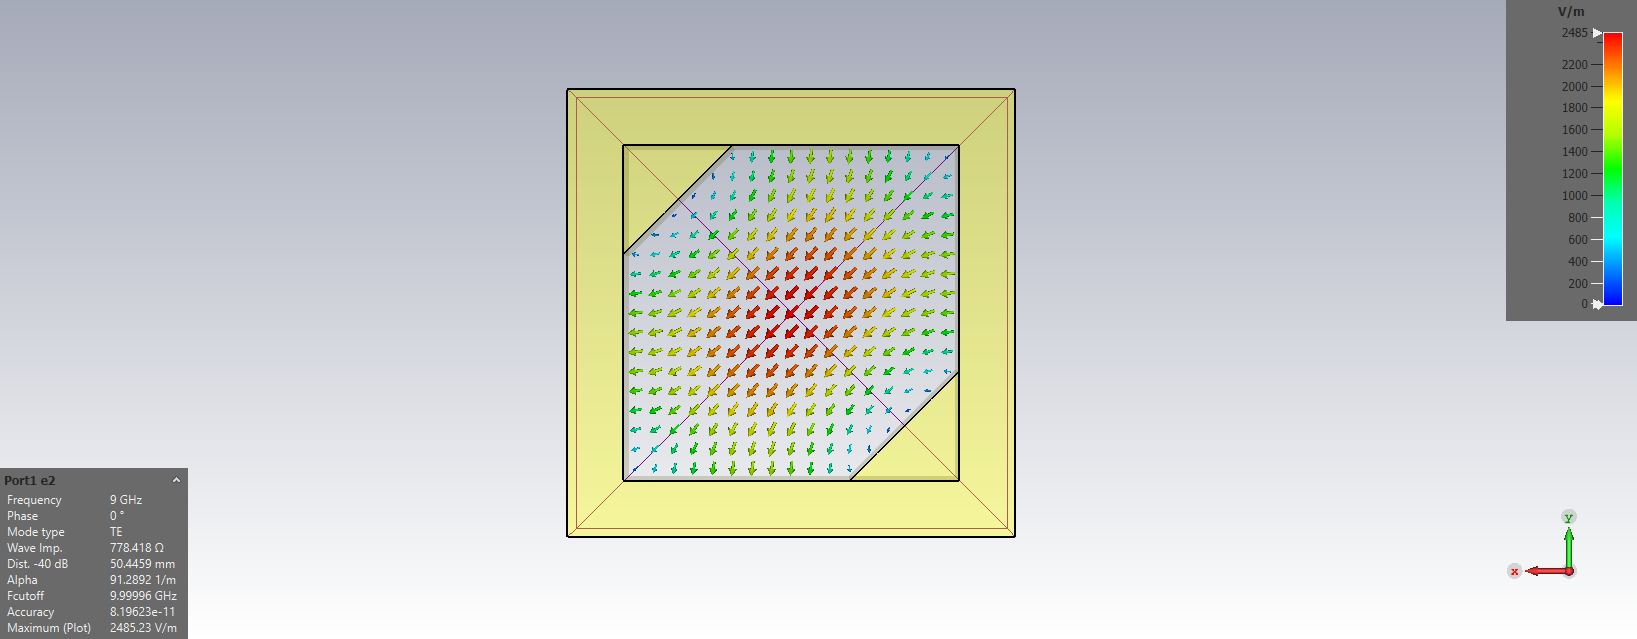 V/m
2485
2200
2000
1800
1600
1400
1200
1000
800
600
400
200
0
Port1 e2
Frequency 9 GHz
Phase 0 °
Mode type TE
Wave Imp. 778.418 Ω
Dist. -40 dB 50.4459 mm
Alpha 91.2892 1/m
Fcutoff 9.99996 GHz
Accuracy 8.19623e-11
Maximum (Plot) 2485.23 V/m
y
x